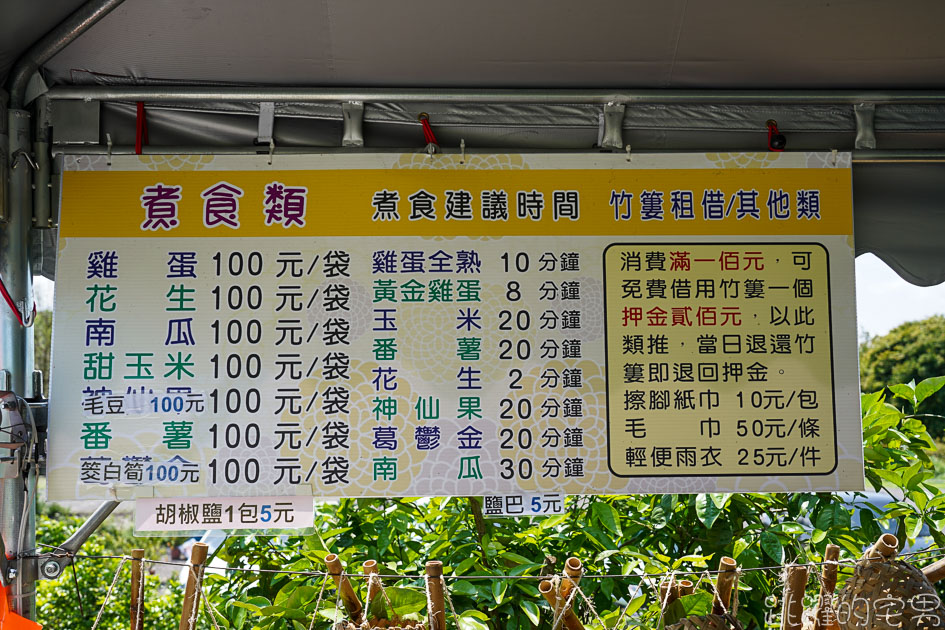 煮食類
雞蛋 100 元/袋
花生 100 元/袋
南瓜 100 元/袋
甜玉米 100 元/袋
毛豆 100元 100 元/袋
番薯 100 元/袋
筊白筍100元 100 元/袋
胡椒鹽1包5元
煮食建議時間
雞蛋全熟 10 分鐘
黃金雞蛋 8 分鐘
玉米 20 分鐘
番薯 20 分鐘
花生 2 分鐘
神仙果 20 分鐘
葛鬱金 20 分鐘
南瓜 30 分鐘
鹽巴 5元
竹簍租借/其他類
消費滿一佰元，可
免費借用竹簍一個
押金貳佰元，以此
類推，當日退還竹
簍即退回押金。
擦腳紙巾 10元/包
毛巾 50元/條
輕便雨衣 25元/件
跳躍的宅男